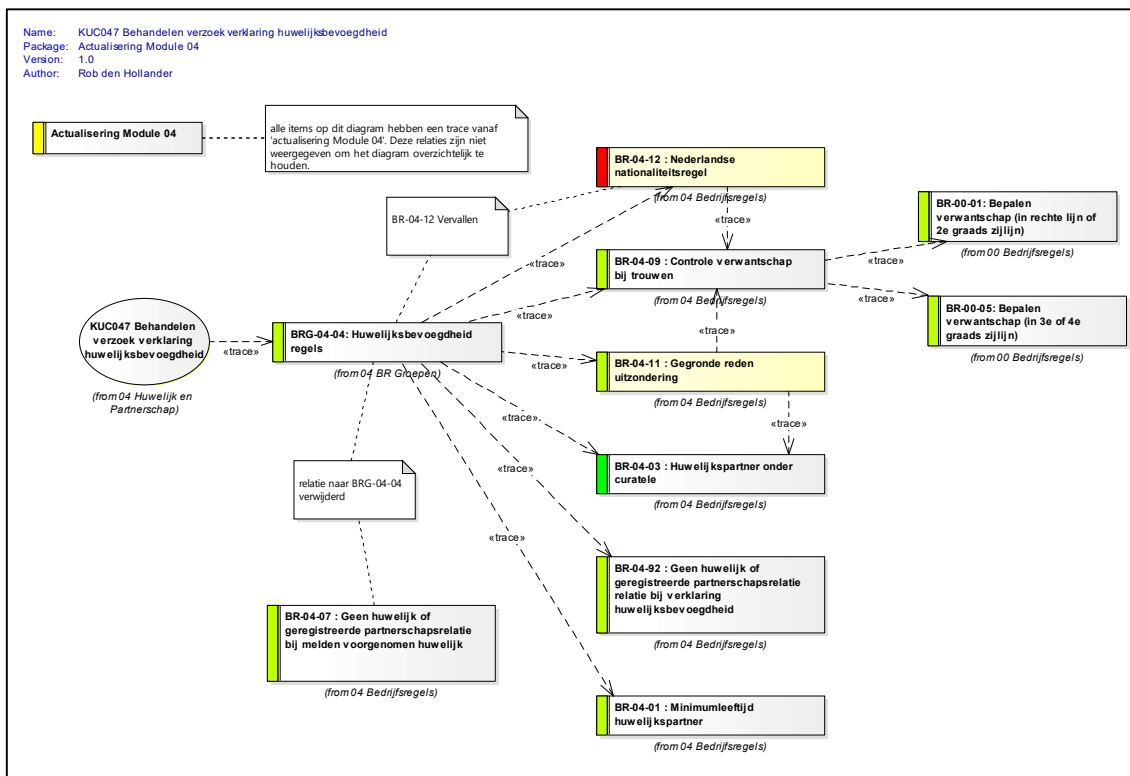 Name: KUC047 Behandelen verzoek verklaring huwelijksbevoegdheid
Package: Actualisering Module 04
Version: 1.0
Author: Rob den Hollander
Actualisering Module 04
alle items op dit diagram hebben een trace vanaf
'actualisering Module 04'. Deze relaties zijn niet
weergegeven om het diagram overzichtelijk te
houden.
BR-04-12 : Nederlandse
nationaliteitsregel
(from 04 Bedrijfsregels)
BR-04-12 Vervallen
«trace»
BR-00-01: Bepalen
verwantschap (in rechte lijn of
2e graads zijlijn)
(from 00 Bedrijfsregels)
BR-04-09 : Controle verwantschap
bij trouwen
(from 04 Bedrijfsregels)
«trace»
«trace»
«trace»
BR-00-05: Bepalen
verwantschap (in 3e of 4e
graads zijlijn)
(from 00 Bedrijfsregels)
KUC047 Behandelen
verzoek verklaring
huwelijksbevoegdheid
(from 04 Huwelijk en
Partnerschap)
«trace»
BRG-04-04: Huwelijksbevoegdheid
regels
(from 04 BR Groepen)
«trace»
«trace»
«trace»
BR-04-11 : Gegronde reden
uitzondering
(from 04 Bedrijfsregels)
«trace»
«trace»
BR-04-03 : Huwelijkspartner onder
curatele
(from 04 Bedrijfsregels)
«trace»
relatie naar BRG-04-04
verwijderd
«trace»
BR-04-92 : Geen huwelijk of
geregistreerde partnerschapsrelatie
relatie bij verklaring
huwelijksbevoegdheid
(from 04 Bedrijfsregels)
BR-04-07 : Geen huwelijk of
geregistreerde partnerschapsrelatie
bij melden voorgenomen huwelijk
(from 04 Bedrijfsregels)
BR-04-01 : Minimumleeftijd
huwelijkspartner
(from 04 Bedrijfsregels)